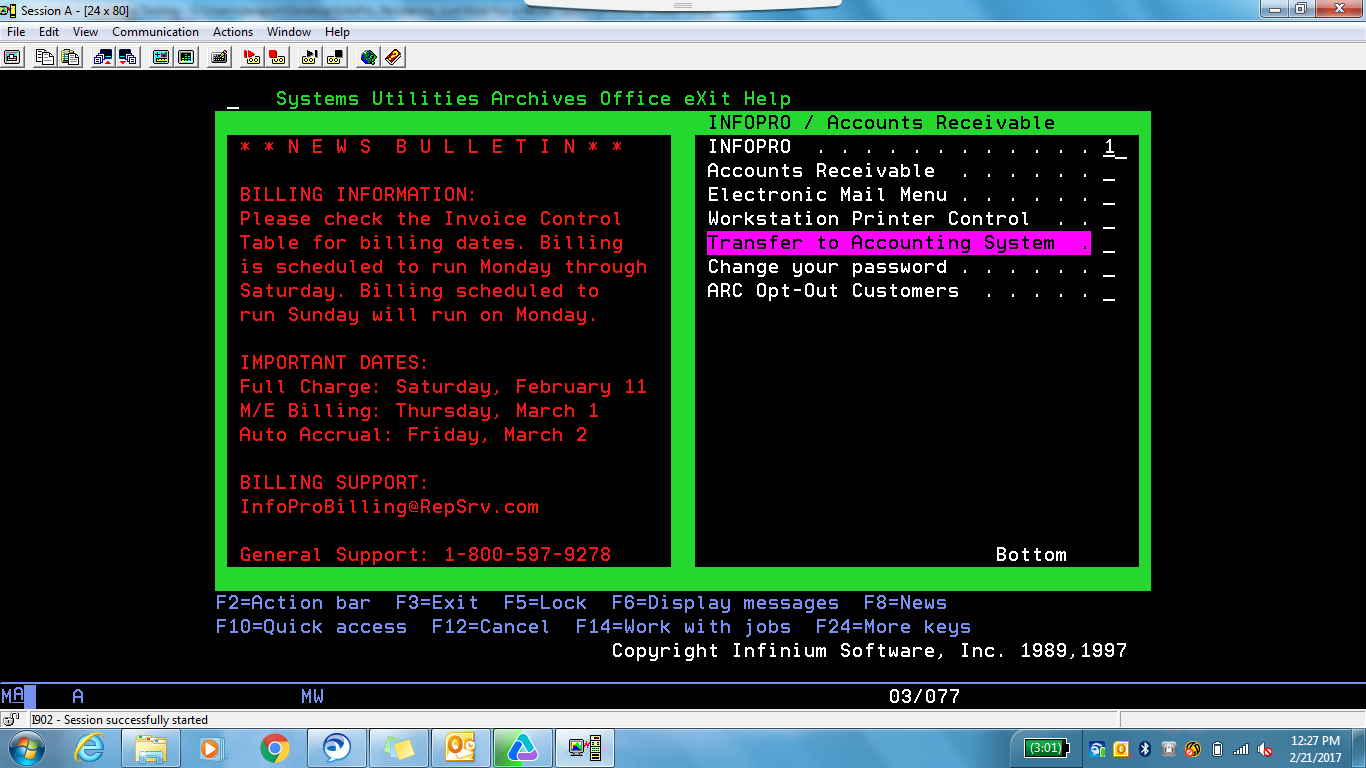 Session A - [24 x 80]
File Edit View Communication Actions Window Help
_ Systems Utilities Archives Office eXit Help
INFOPRO / Accounts Receivable
* * N E W S B U L L E T I N * *
BILLING INFORMATION:
Please check the Invoice Control
Table for billing dates. Billing
is scheduled to run Monday through
Saturday. Billing scheduled to
run Sunday will run on Monday.
IMPORTANT DATES:
Full Charge: Saturday, February 11
M/E Billing: Thursday, March 1
Auto Accrual: Friday, March 2
BILLING SUPPORT:
InfoProBilling@RepSrv.com
General Support: 1-800-597-9278
INFOPRO . . . . . . . . . . . . 1_
Accounts Receivable . . . . . . _
Electronic Mail Menu . . . . . . _
Workstation Printer Control . . _
Transfer to Accounting System . _
Change your password . . . . . . _
ARC Opt-Out Customers . . . . . _
Bottom
F2=Action bar F3=Exit F5=Lock F6=Display messages F8=News
F10=Quick access F12=Cancel F14=Work with jobs F24=More keys
Copyright Infinium Software, Inc. 1989,1997
MA A MW 03/077
I902 - Session successfully started
(3:01)
12:27 PM
2/21/2017